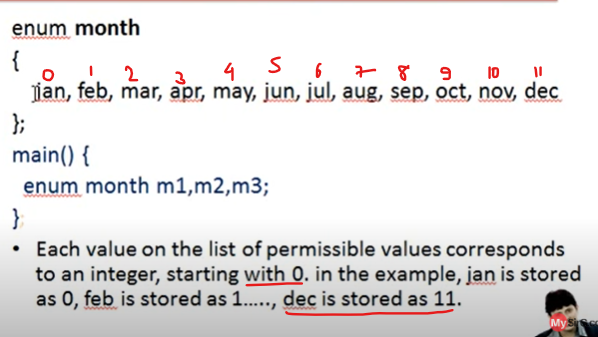 enum month
{
0 1 2 3 4 5 6 7 8 9 10 11
jan, feb, mar, apr, may, jun, jul, aug, sep, oct, nov, dec
};
main() {
enum month m1,m2,m3;
};
• Each value on the list of permissible values corresponds
to an integer, starting with 0. in the example, jan is stored
as 0, feb is stored as 1....., dec is stored as 11.